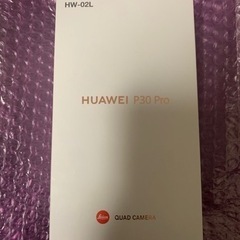 HW-02L
HUAWEI P30 Pro
Leica QUAD CAMERA